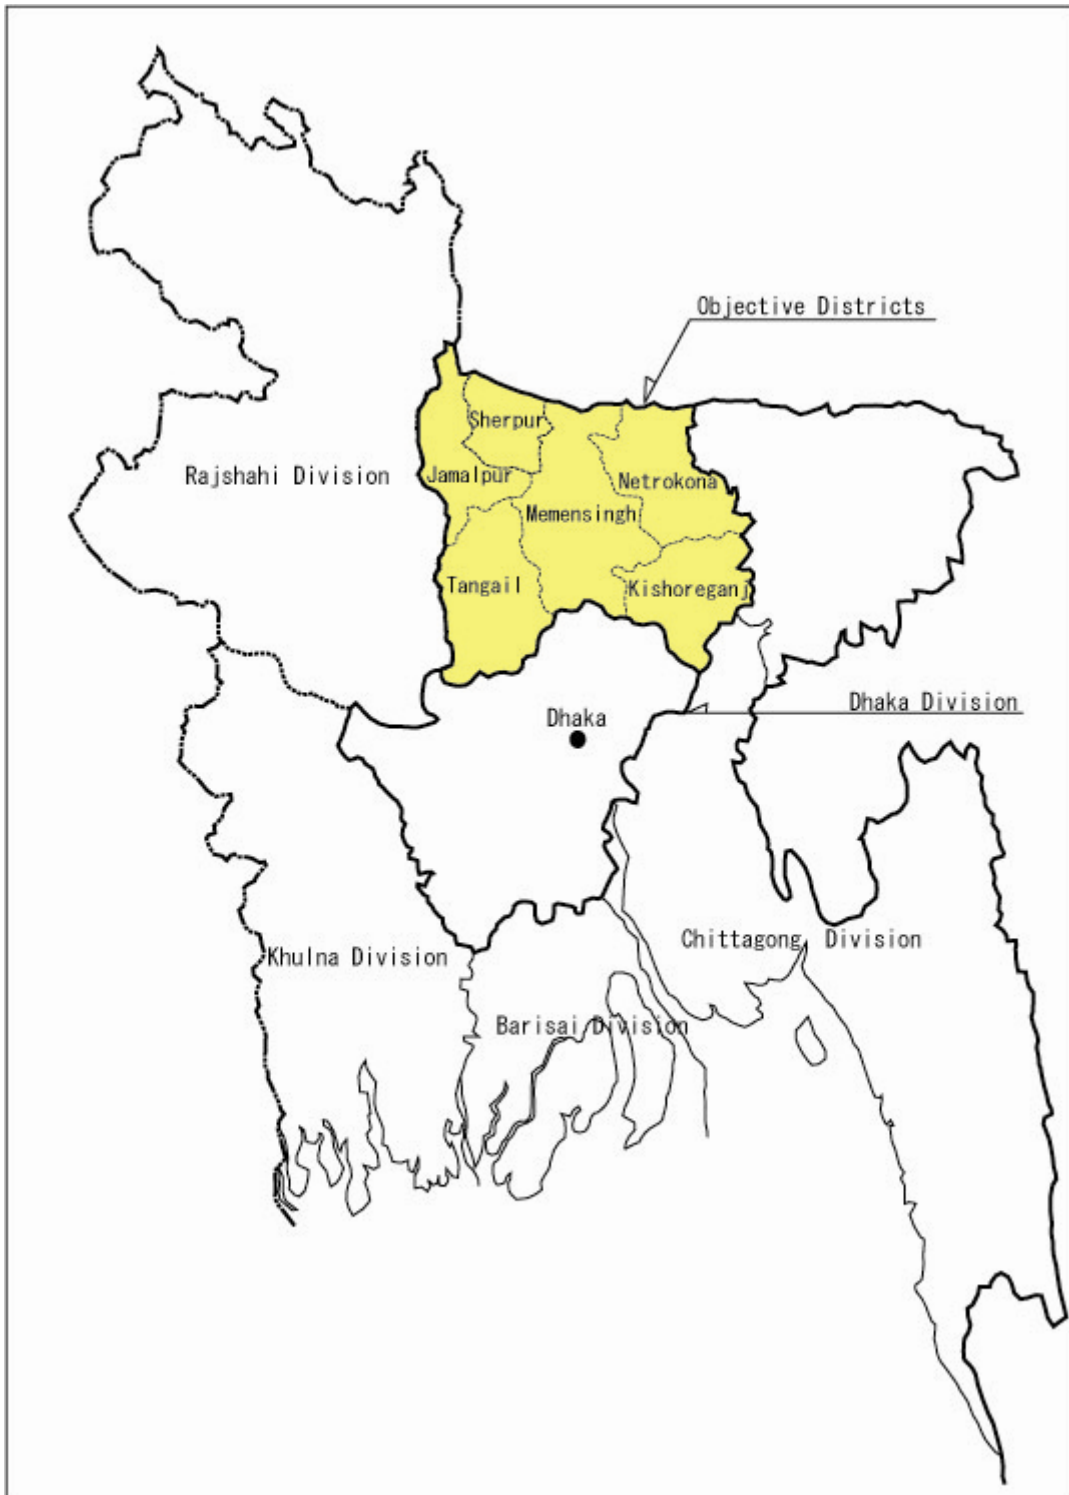 Objective Districts
Sherpur
Rajshahi Division
Jamalpur
Netrokona
Memensingh
Tangail
Kishoreganj
Dhaka Division
Dhaka
Chittagong Division
Khulna Division
Barisai Division